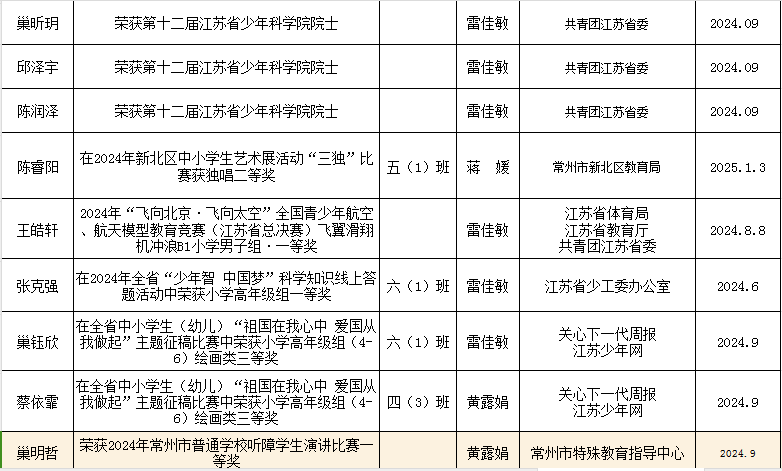 巢昕玥 荣获第十二届江苏省少年科学院院士 雷佳敏 共青团江苏省委 2024.09
邱泽宇 荣获第十二届江苏省少年科学院院士 雷佳敏 共青团江苏省委 2024.09
陈润泽 荣获第十二届江苏省少年科学院院士 雷佳敏 共青团江苏省委 2024.09
陈睿阳 在2024年新北区中小学生艺术展活动“三独”比
赛获独唱二等奖 五（1）班 蒋 媛 常州市新北区教育局 2025.1.3
王皓轩 2024年“飞向北京·飞向太空”全国青少年航空
、航天模型教育竞赛（江苏省总决赛）飞翼滑翔
机冲浪B1小学男子组·一等奖 雷佳敏 江苏省体育局
江苏省教育厅
共青团江苏省委 2024.8.8
张克强 在2024年全省“少年智 中国梦”科学知识线上答
题活动中荣获小学高年级组一等奖 六（1）班 雷佳敏 江苏省少工委办公室 2024.6
巢钰欣 在全省中小学生（幼儿）“祖国在我心中 爱国从
我做起”主题征稿比赛中荣获小学高年级组（4-
6）绘画类三等奖 六（1）班 雷佳敏 关心下一代周报
江苏少年网 2024.9
蔡依霏 在全省中小学生（幼儿）“祖国在我心中 爱国从
我做起”主题征稿比赛中荣获小学高年级组（4-
6）绘画类三等奖 四（3）班 黄露娟 关心下一代周报
江苏少年网 2024.9
巢明哲 荣获2024年常州市普通学校听障学生演讲比赛一
等奖 黄露娟 常州市特殊教育指导中心 2024.9